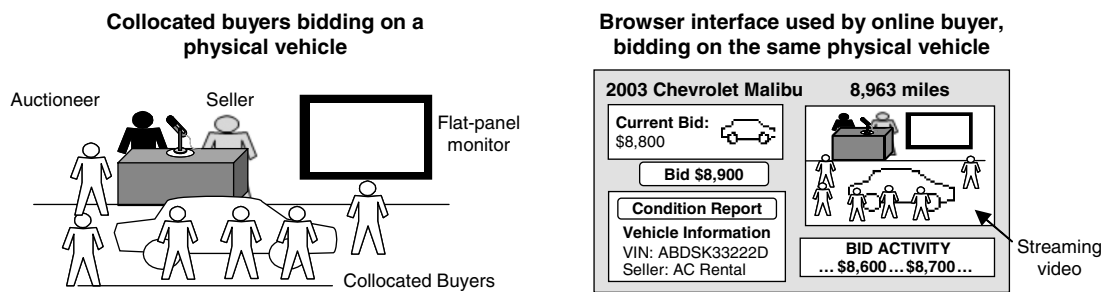 Collocated buyers bidding on a
physical vehicle
Auctioneer
Seller
Flat-panel
monitor
Collocated Buyers
Browser interface used by online buyer,
bidding on the same physical vehicle
2003 Chevrolet Malibu 8,963 miles
Current Bid:
$8,800
Bid $8,900
Condition Report
Vehicle Information
VIN: ABDSK33222D
Seller: AC Rental
BID ACTIVITY
... $8,600 ... $8,700 ...
Streaming
video